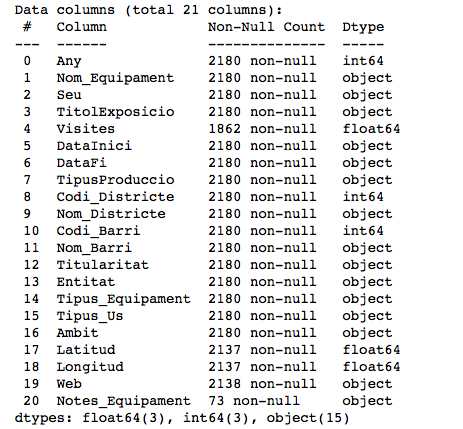 Data columns (total 21 columns):
 #   Column            Non-Null Count  Dtype
---  ------            --------------  -----
 0   Any               2180 non-null   int64
 1   Nom_Equipament    2180 non-null   object
 2   Seu               2180 non-null   object
 3   TitolExposicio    2180 non-null   object
 4   Visites           1862 non-null   float64
 5   DataInici         2180 non-null   object
 6   DataFi            2180 non-null   object
 7   TipusProduccio    2180 non-null   object
 8   Codi_Districte    2180 non-null   int64
 9   Nom_Districte     2180 non-null   object
 10  Codi_Barri        2180 non-null   int64
 11  Nom_Barri         2180 non-null   object
 12  Titularitat       2180 non-null   object
 13  Entitat           2180 non-null   object
 14  Tipus_Equipament  2180 non-null   object
 15  Tipus_Us          2180 non-null   object
 16  Ambit             2180 non-null   object
 17  Latitud           2137 non-null   float64
 18  Longitud          2137 non-null   float64
 19  Web               2138 non-null   object
 20  Notes_Equipament  73 non-null     object
dtypes: float64(3), int64(3), object(15)